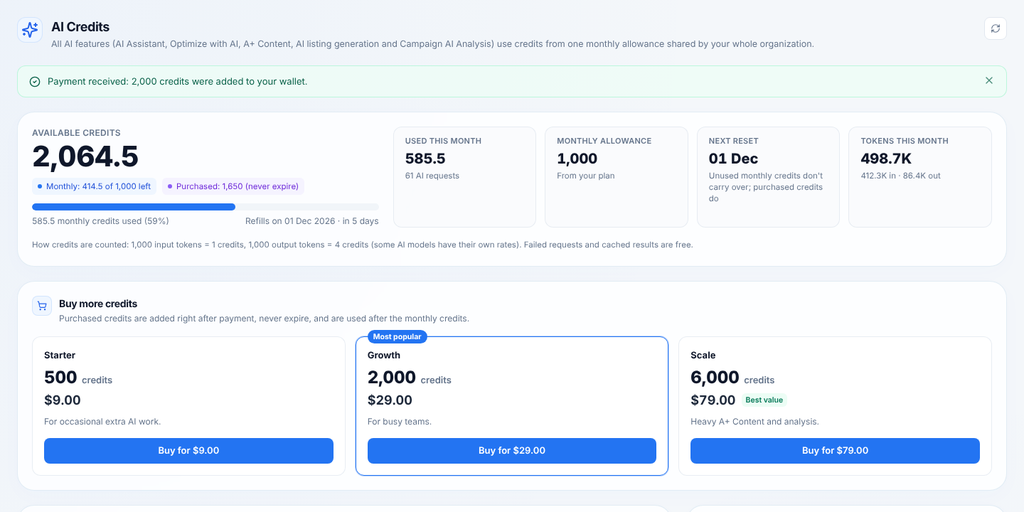 AI Credits
All AI features (AI Assistant, Optimize with AI, A+ Content, AI listing generation and Campaign AI Analysis) use credits from one monthly allowance shared by your whole organization.
Payment received: 2,000 credits were added to your wallet.
AVAILABLE CREDITS
2,064.5
Monthly: 414.5 of 1,000 left
Purchased: 1,650 (never expire)
585.5 monthly credits used (59%)
Refills on 01 Dec 2026 · in 5 days
USED THIS MONTH
585.5
61 AI requests
MONTHLY ALLOWANCE
1,000
From your plan
NEXT RESET
01 Dec
Unused monthly credits don't
carry over; purchased credits
do
TOKENS THIS MONTH
498.7K
412.3K in · 86.4K out
How credits are counted: 1,000 input tokens = 1 credits, 1,000 output tokens = 4 credits (some AI models have their own rates). Failed requests and cached results are free.
Buy more credits
Purchased credits are added right after payment, never expire, and are used after the monthly credits.
Starter
500 credits
$9.00
For occasional extra AI work.
Buy for $9.00
Most popular
Growth
2,000 credits
$29.00
For busy teams.
Buy for $29.00
Scale
6,000 credits
$79.00 Best value
Heavy A+ Content and analysis.
Buy for $79.00